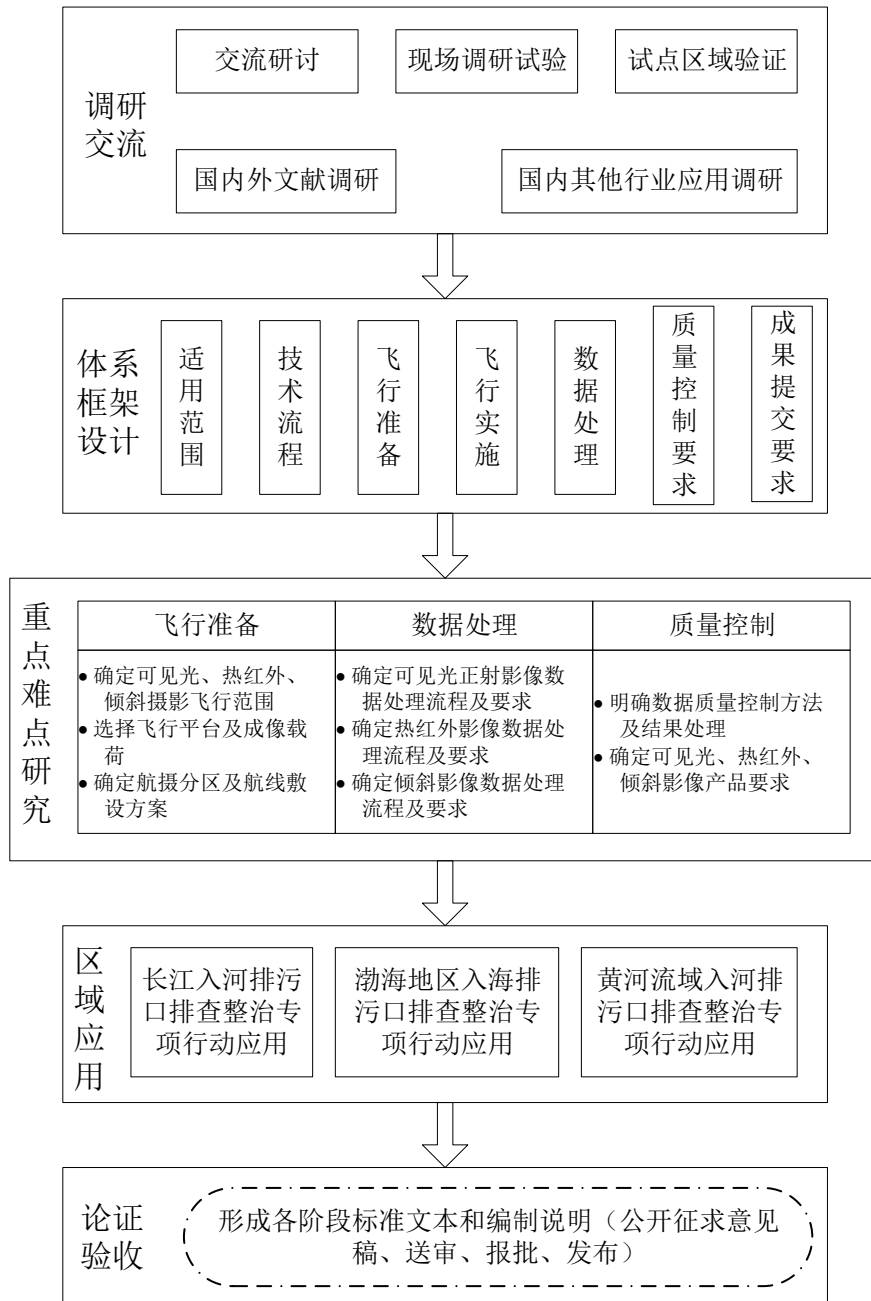 调研
交流
交流研讨
现场调研试验
试点区域验证
国内外文献调研
国内其他行业应用调研
体系
框架
设计
适用范围
技术流程
飞行准备
飞行实施
数据处理
质量控制要求
成果提交要求
重点难点研究
飞行准备
●确定可见光、热红外、
倾斜摄影飞行范围
●选择飞行平台及成像载
荷
●确定航摄分区及航线敷
设方案
数据处理
●确定可见光正射影像数
据处理流程及要求
●确定热红外影像数据处
理流程及要求
●确定倾斜影像数据处理
流程及要求
质量控制
●明确数据质量控制方法
及结果处理
●确定可见光、热红外、
倾斜影像产品要求
区域应用
长江入河排污
口排查整治专
项行动应用
渤海地区入海排
污口排查整治专
项行动应用
黄河流域入河排
污口排查整治专
项行动应用
论证
验收
形成各阶段标准文本和编制说明（公开征求意见
稿、送审、报批、发布）